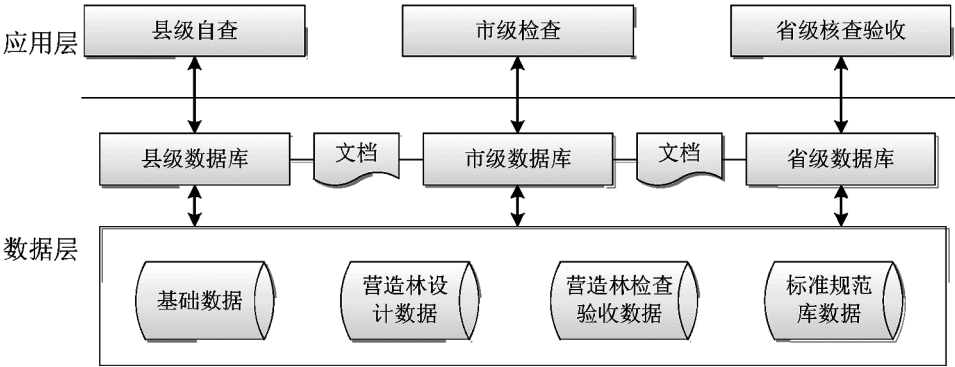 应用层
县级自查
市级检查
省级核查验收
县级数据库
文档
市级数据库
文档
省级数据库
数据层
基础数据
营造林设
计数据
营造林检查
验收数据
标准规范
库数据